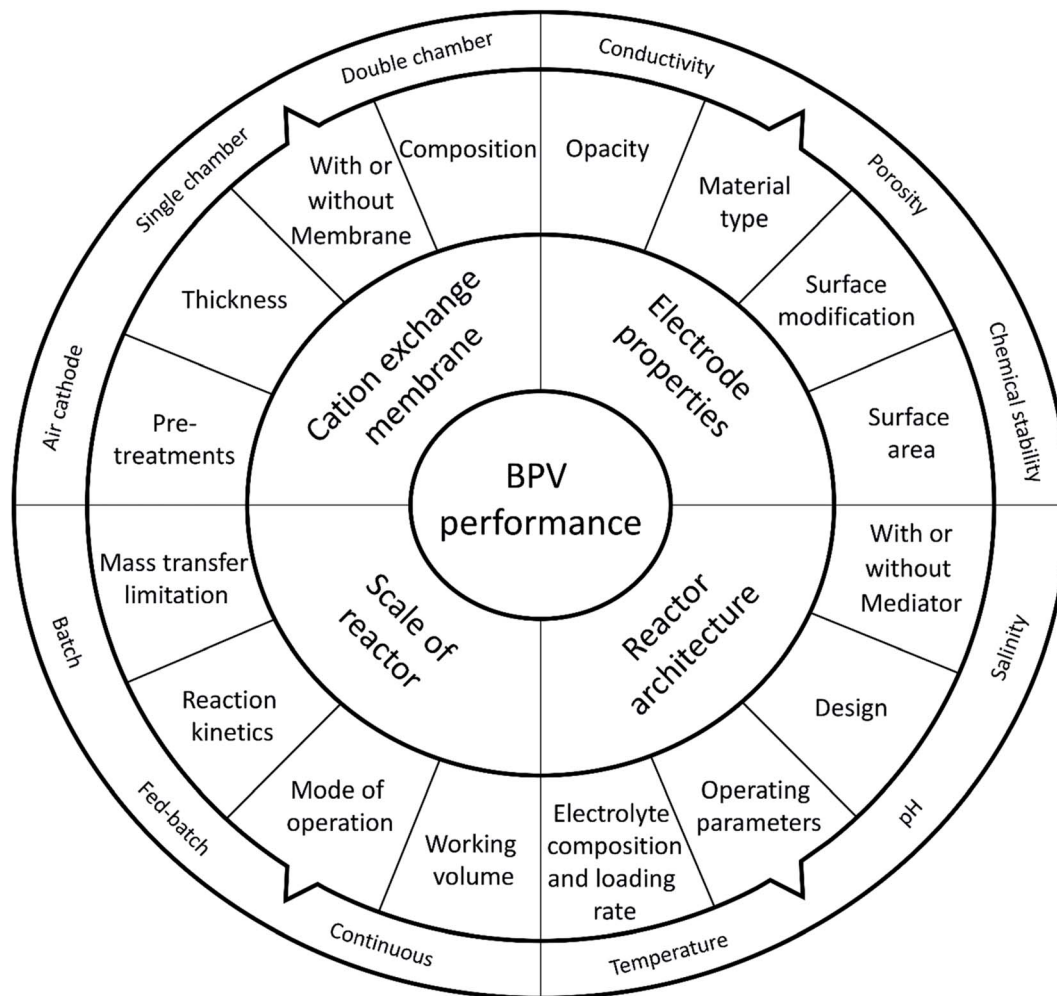 Double chamber
Conductivity
Single chamber
Porosity
Air cathode
Chemical stability
Composition
Opacity
With or
without
Membrane
Material
type
Thickness
Surface
modification
Pre-
treatments
Surface
area
Cation exchange
membrane
Electrode
properties
BPV
performance
Scale of
reactor
Reactor
architecture
Mass transfer
limitation
With or
without
Mediator
Reaction
kinetics
Design
Mode of
operation
Operating
parameters
Working
volume
Electrolyte
composition
and loading
rate
Batch
Salinity
Fed-batch
pH
Continuous
Temperature